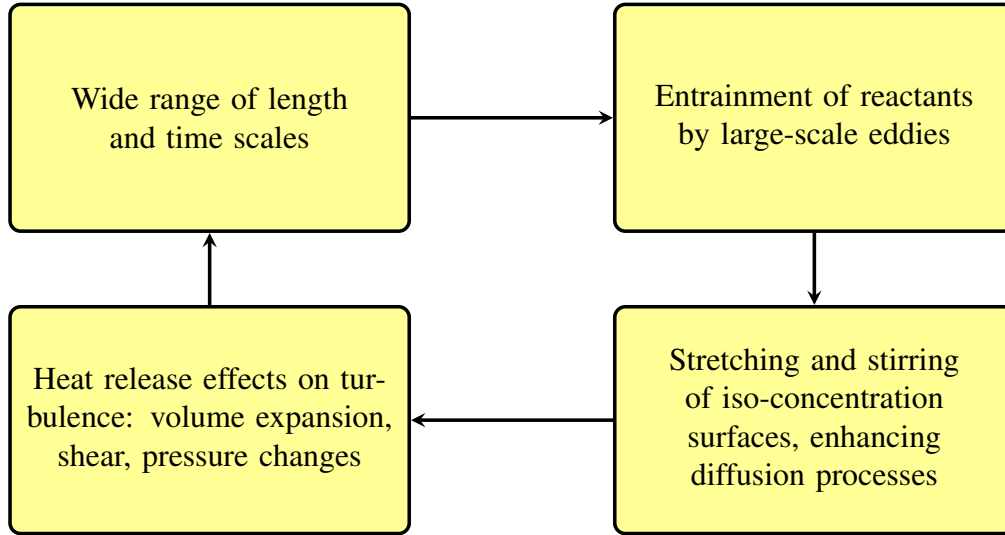 Wide range of length
and time scales
Entrainment of reactants
by large-scale eddies
Heat release effects on tur-
bulence: volume expansion,
shear, pressure changes
Stretching and stirring
of iso-concentration
surfaces, enhancing
diffusion processes